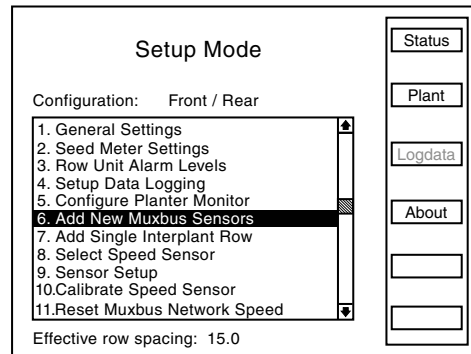 Setup Mode
Configuration: Front / Rear
1. General Settings
2. Seed Meter Settings
3. Row Unit Alarm Levels
4. Setup Data Logging
5. Configure Planter Monitor
6. Add New Muxbus Sensors
7. Add Single Interplant Row
8. Select Speed Sensor
9. Sensor Setup
10.Calibrate Speed Sensor
11.Reset Muxbus Network Speed
Effective row spacing: 15.0
Status
Plant
Logdata
About